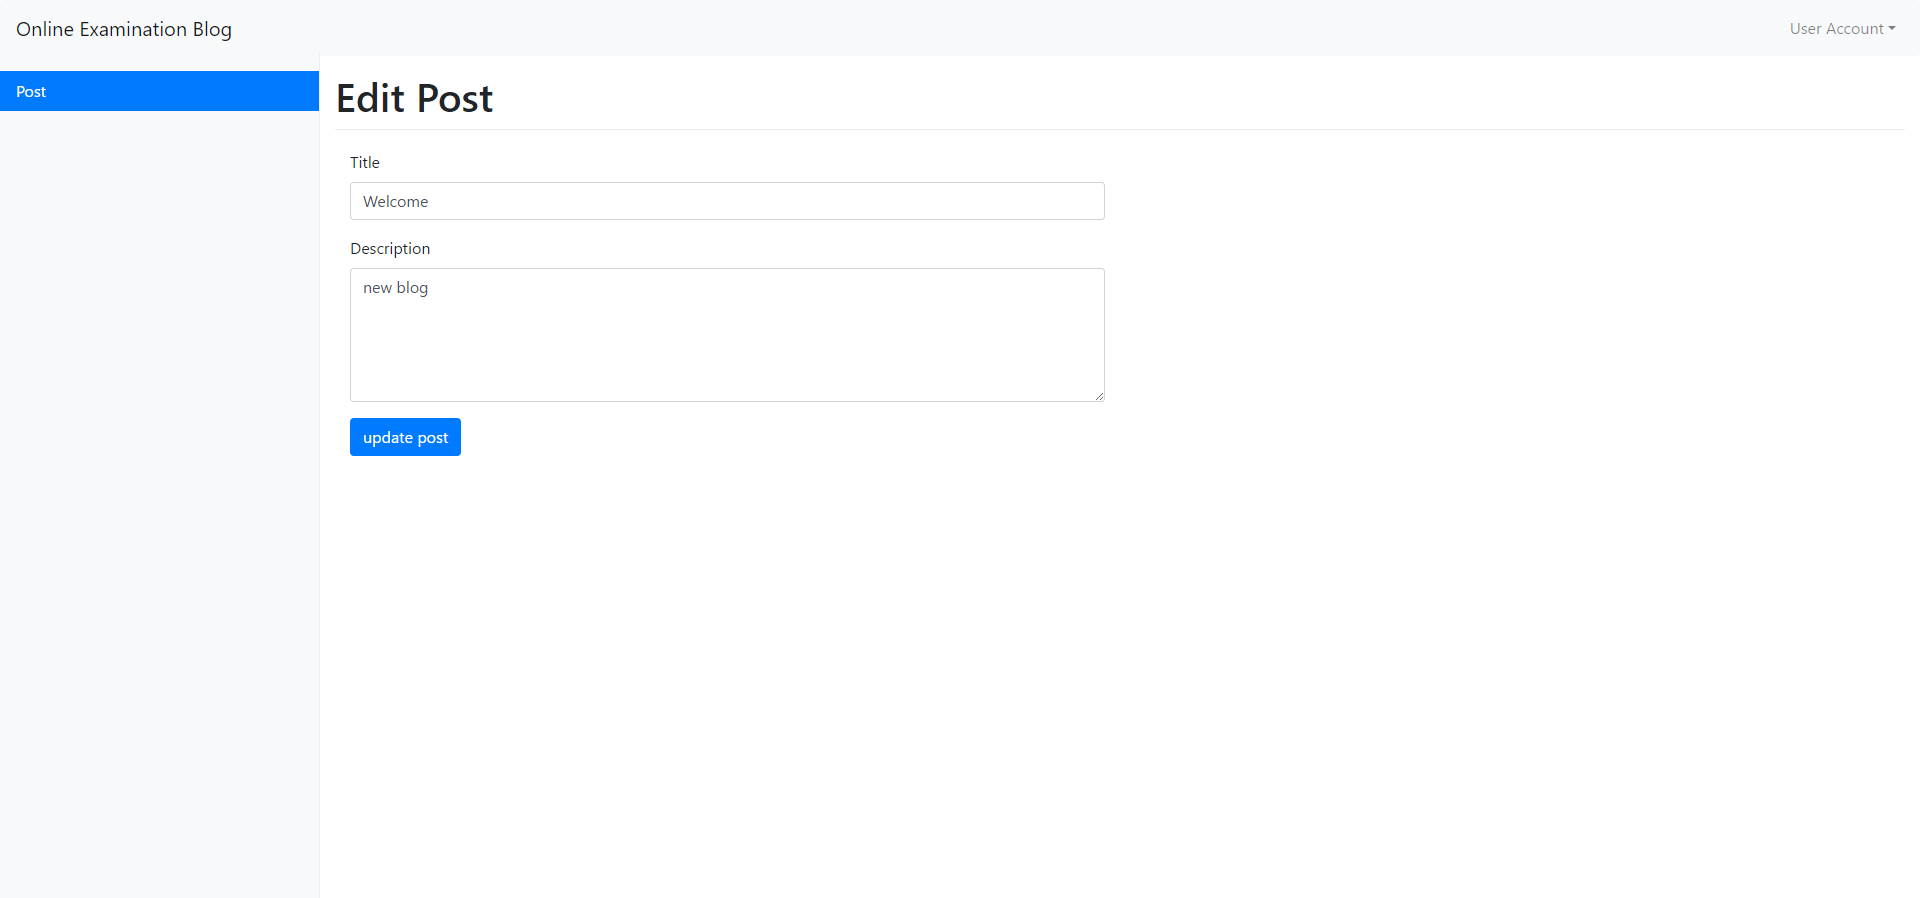 Online Examination Blog
User Account
Post
Edit Post
Title
Welcome
Description
new blog
update post